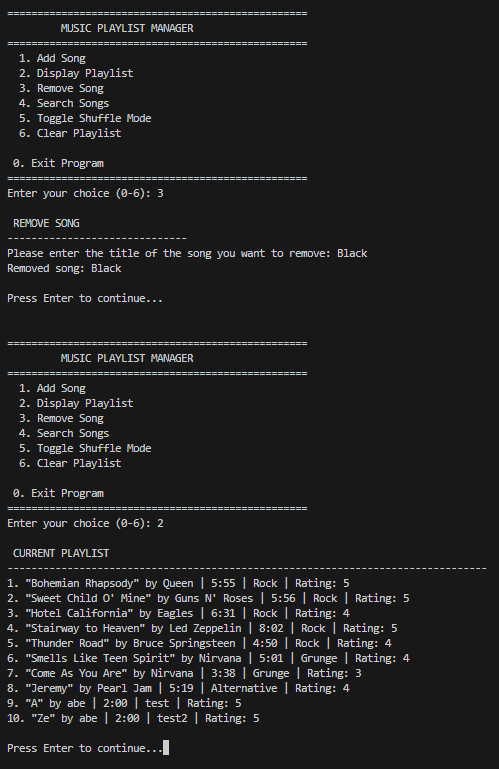 ==================================================
MUSIC PLAYLIST MANAGER
==================================================
1. Add Song
2. Display Playlist
3. Remove Song
4. Search Songs
5. Toggle Shuffle Mode
6. Clear Playlist
0. Exit Program
==================================================
Enter your choice (0-6): 3
REMOVE SONG
------------------------------
Please enter the title of the song you want to remove: Black
Removed song: Black
Press Enter to continue...
==================================================
MUSIC PLAYLIST MANAGER
==================================================
1. Add Song
2. Display Playlist
3. Remove Song
4. Search Songs
5. Toggle Shuffle Mode
6. Clear Playlist
0. Exit Program
==================================================
Enter your choice (0-6): 2
CURRENT PLAYLIST
--------------------------------------------------------------------------------
1. "Bohemian Rhapsody" by Queen | 5:55 | Rock | Rating: 5
2. "Sweet Child O' Mine" by Guns N' Roses | 5:56 | Rock | Rating: 5
3. "Hotel California" by Eagles | 6:31 | Rock | Rating: 4
4. "Stairway to Heaven" by Led Zeppelin | 8:02 | Rock | Rating: 5
5. "Thunder Road" by Bruce Springsteen | 4:50 | Rock | Rating: 4
6. "Smells Like Teen Spirit" by Nirvana | 5:01 | Grunge | Rating: 4
7. "Come As You Are" by Nirvana | 3:38 | Grunge | Rating: 3
8. "Jeremy" by Pearl Jam | 5:19 | Alternative | Rating: 4
9. "A" by abe | 2:00 | test | Rating: 5
10. "Ze" by abe | 2:00 | test2 | Rating: 5
Press Enter to continue...